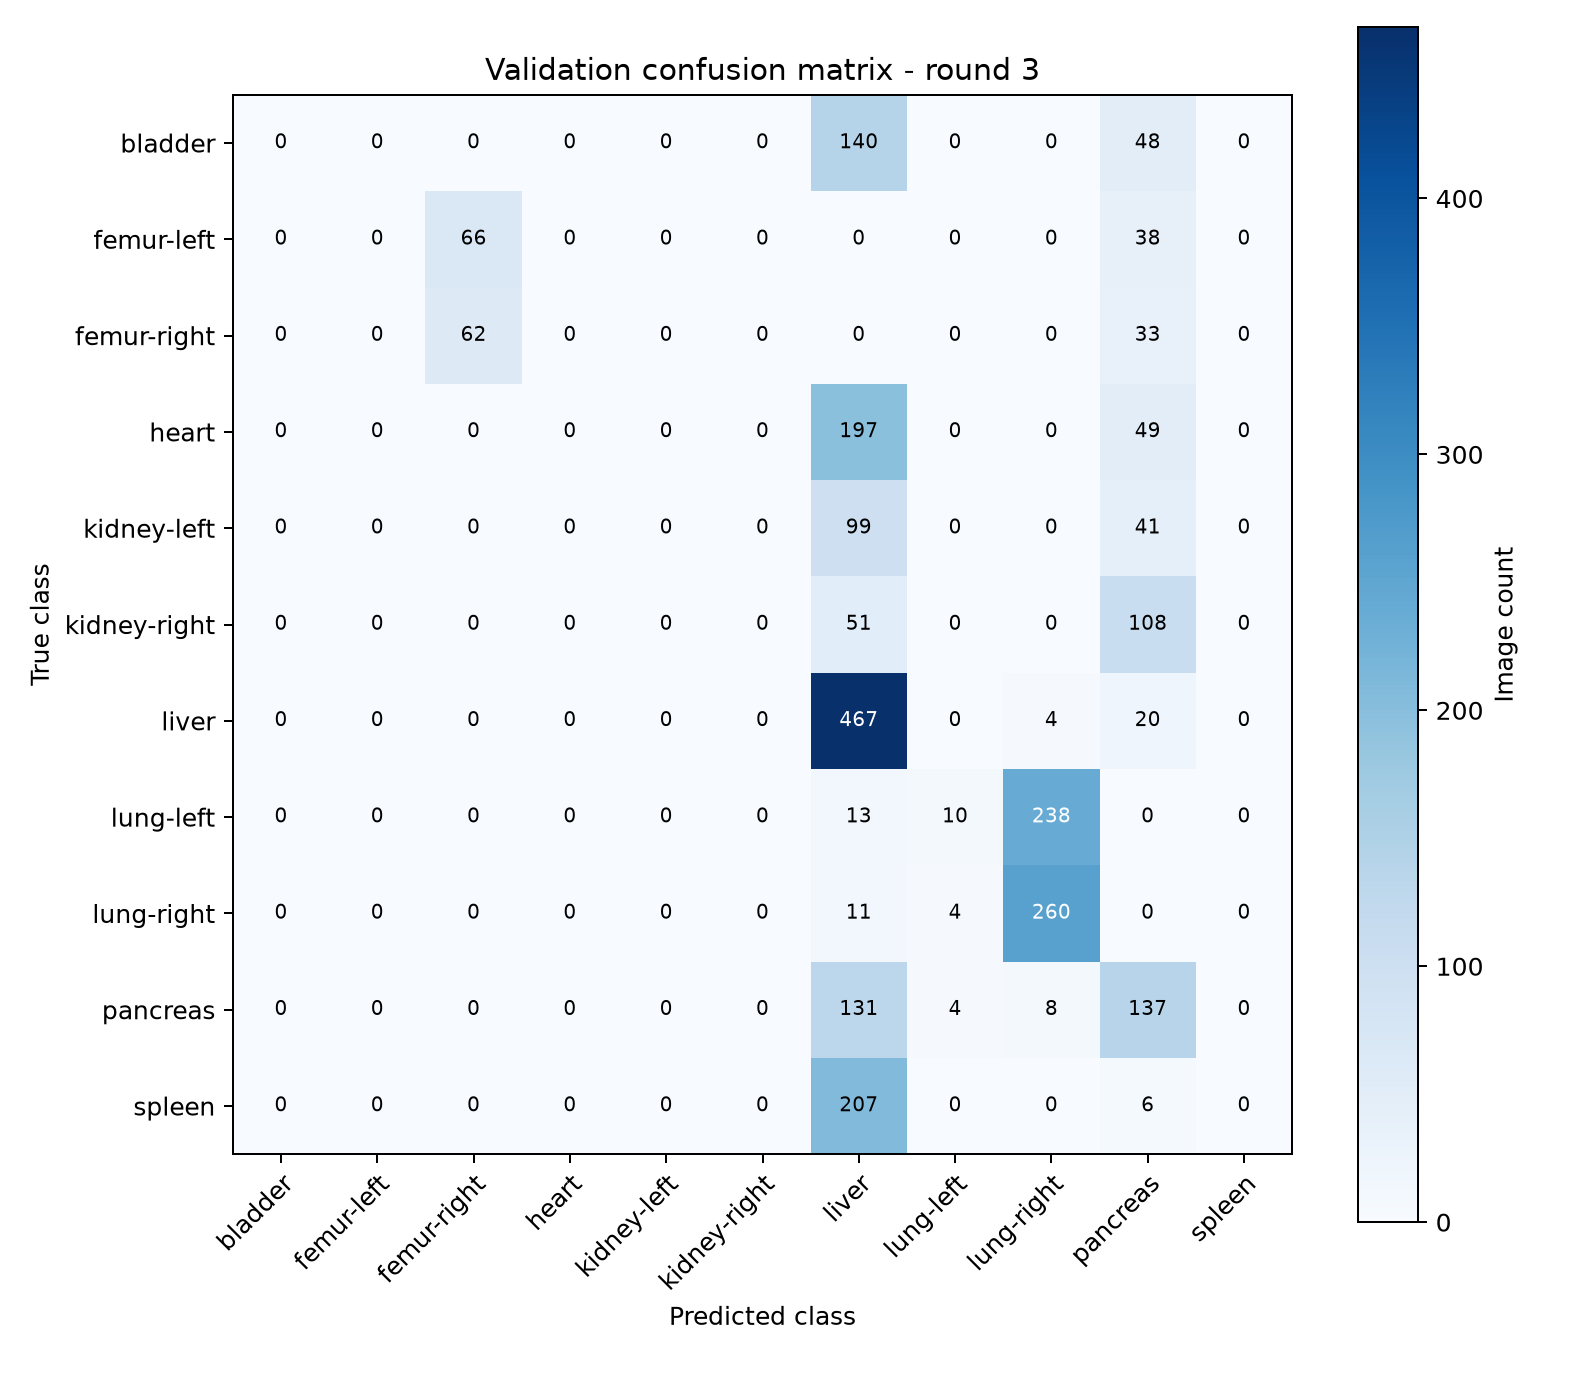 Validation confusion matrix - round 3
bladder 0 0 0 0 0 0 140 0 0 48 0
femur-left 0 0 66 0 0 0 0 0 0 38 0
femur-right 0 0 62 0 0 0 0 0 0 33 0
heart 0 0 0 0 0 0 197 0 0 49 0
kidney-left 0 0 0 0 0 0 99 0 0 41 0
kidney-right 0 0 0 0 0 0 51 0 0 108 0
liver 0 0 0 0 0 0 467 0 4 20 0
lung-left 0 0 0 0 0 0 13 10 238 0 0
lung-right 0 0 0 0 0 0 11 4 260 0 0
pancreas 0 0 0 0 0 0 131 4 8 137 0
spleen 0 0 0 0 0 0 207 0 0 6 0
True class
bladder femur-left femur-right heart kidney-left kidney-right liver lung-left lung-right pancreas spleen
Predicted class
400
300
200
100
0
Image count